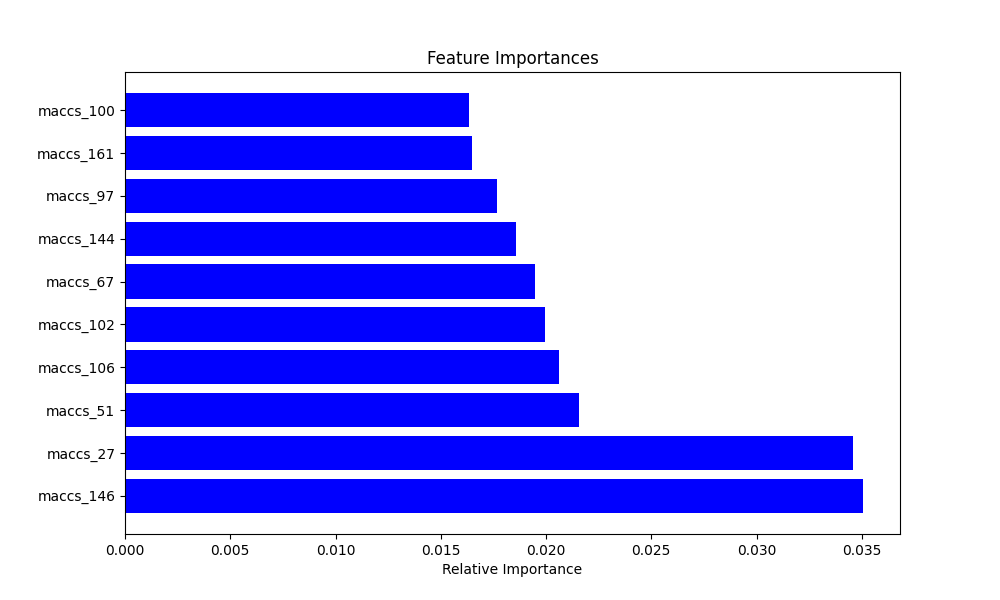 Feature Importances
maccs_100
maccs_161
maccs_97
maccs_144
maccs_67
maccs_102
maccs_106
maccs_51
maccs_27
maccs_146
0.000 0.005 0.010 0.015 0.020 0.025 0.030 0.035
Relative Importance